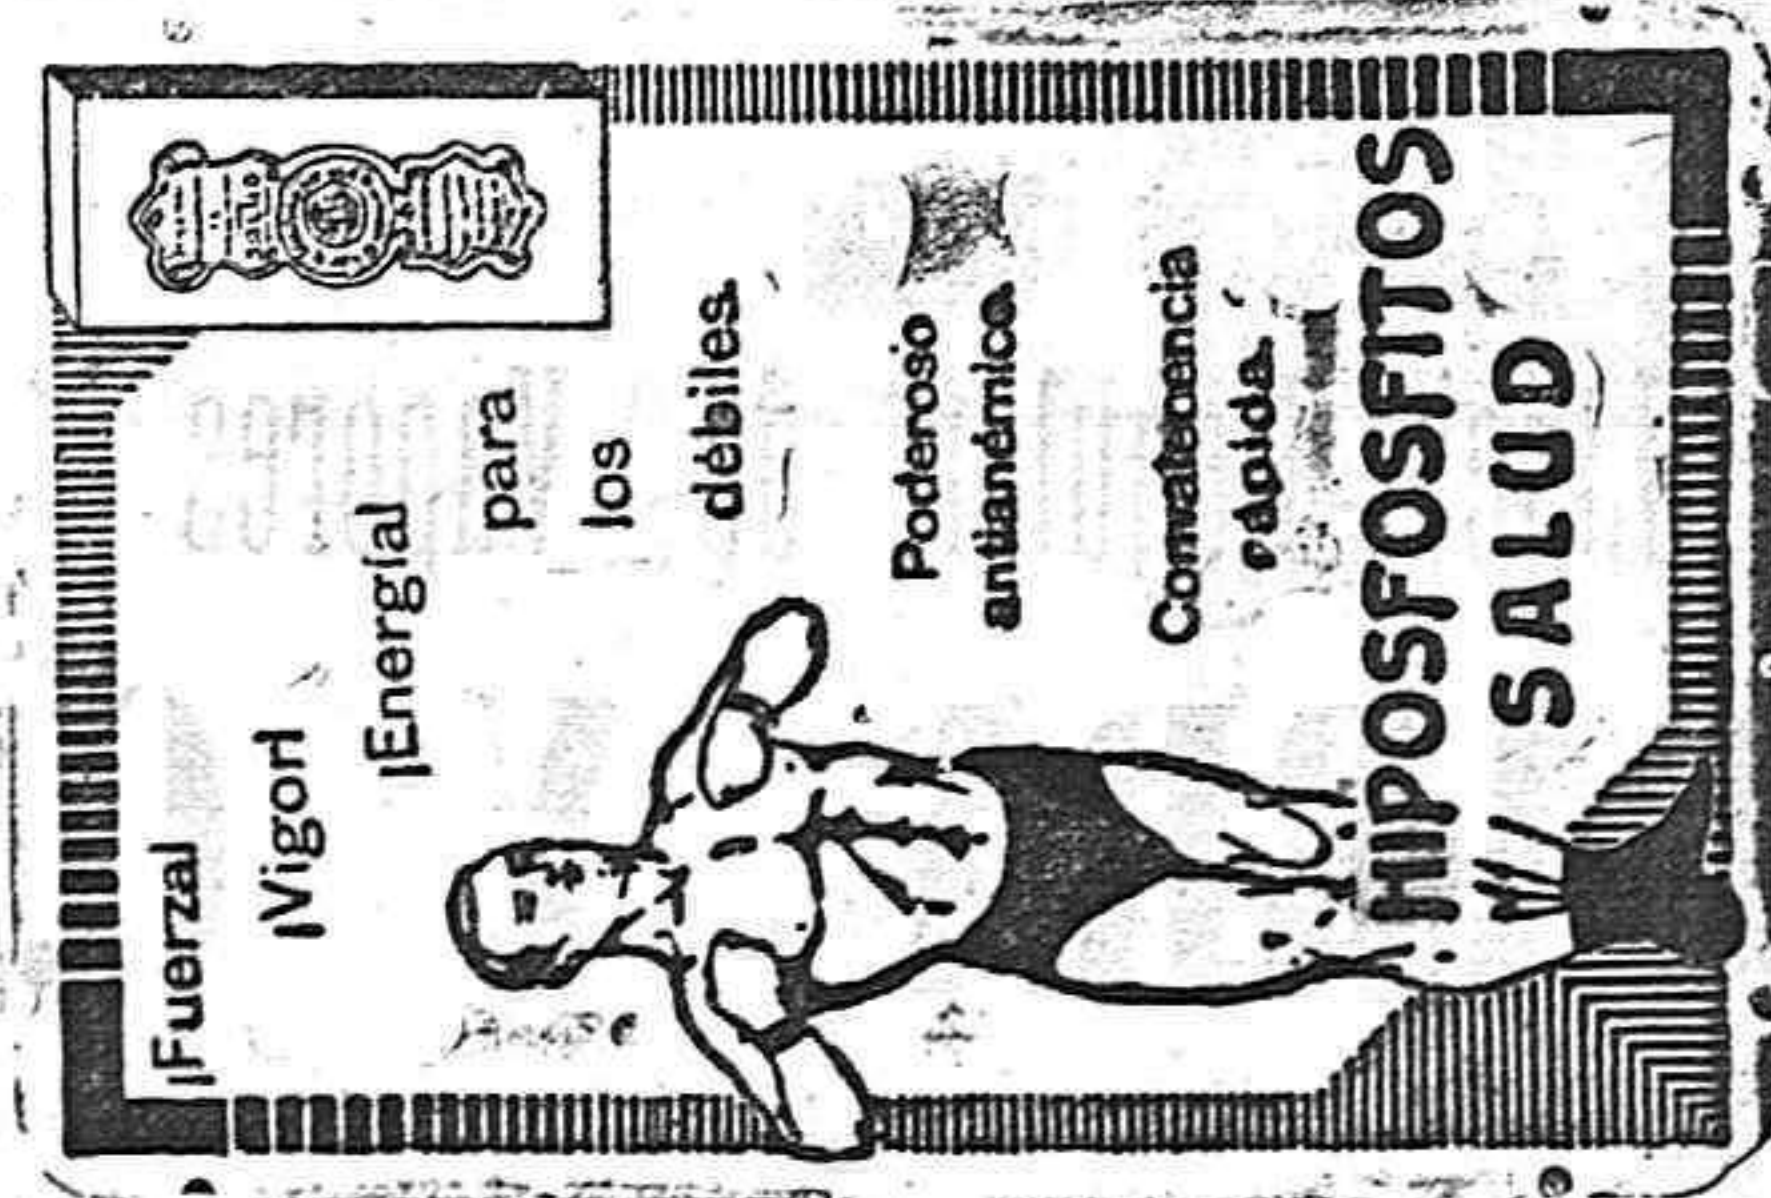 ¡Fuerza!
¡Vigor!
¡Energía!
para
los
débiles.
Poderoso
antianémico.
Convalecencia
rápida.
HIPOSFOSFITOS
SALUD